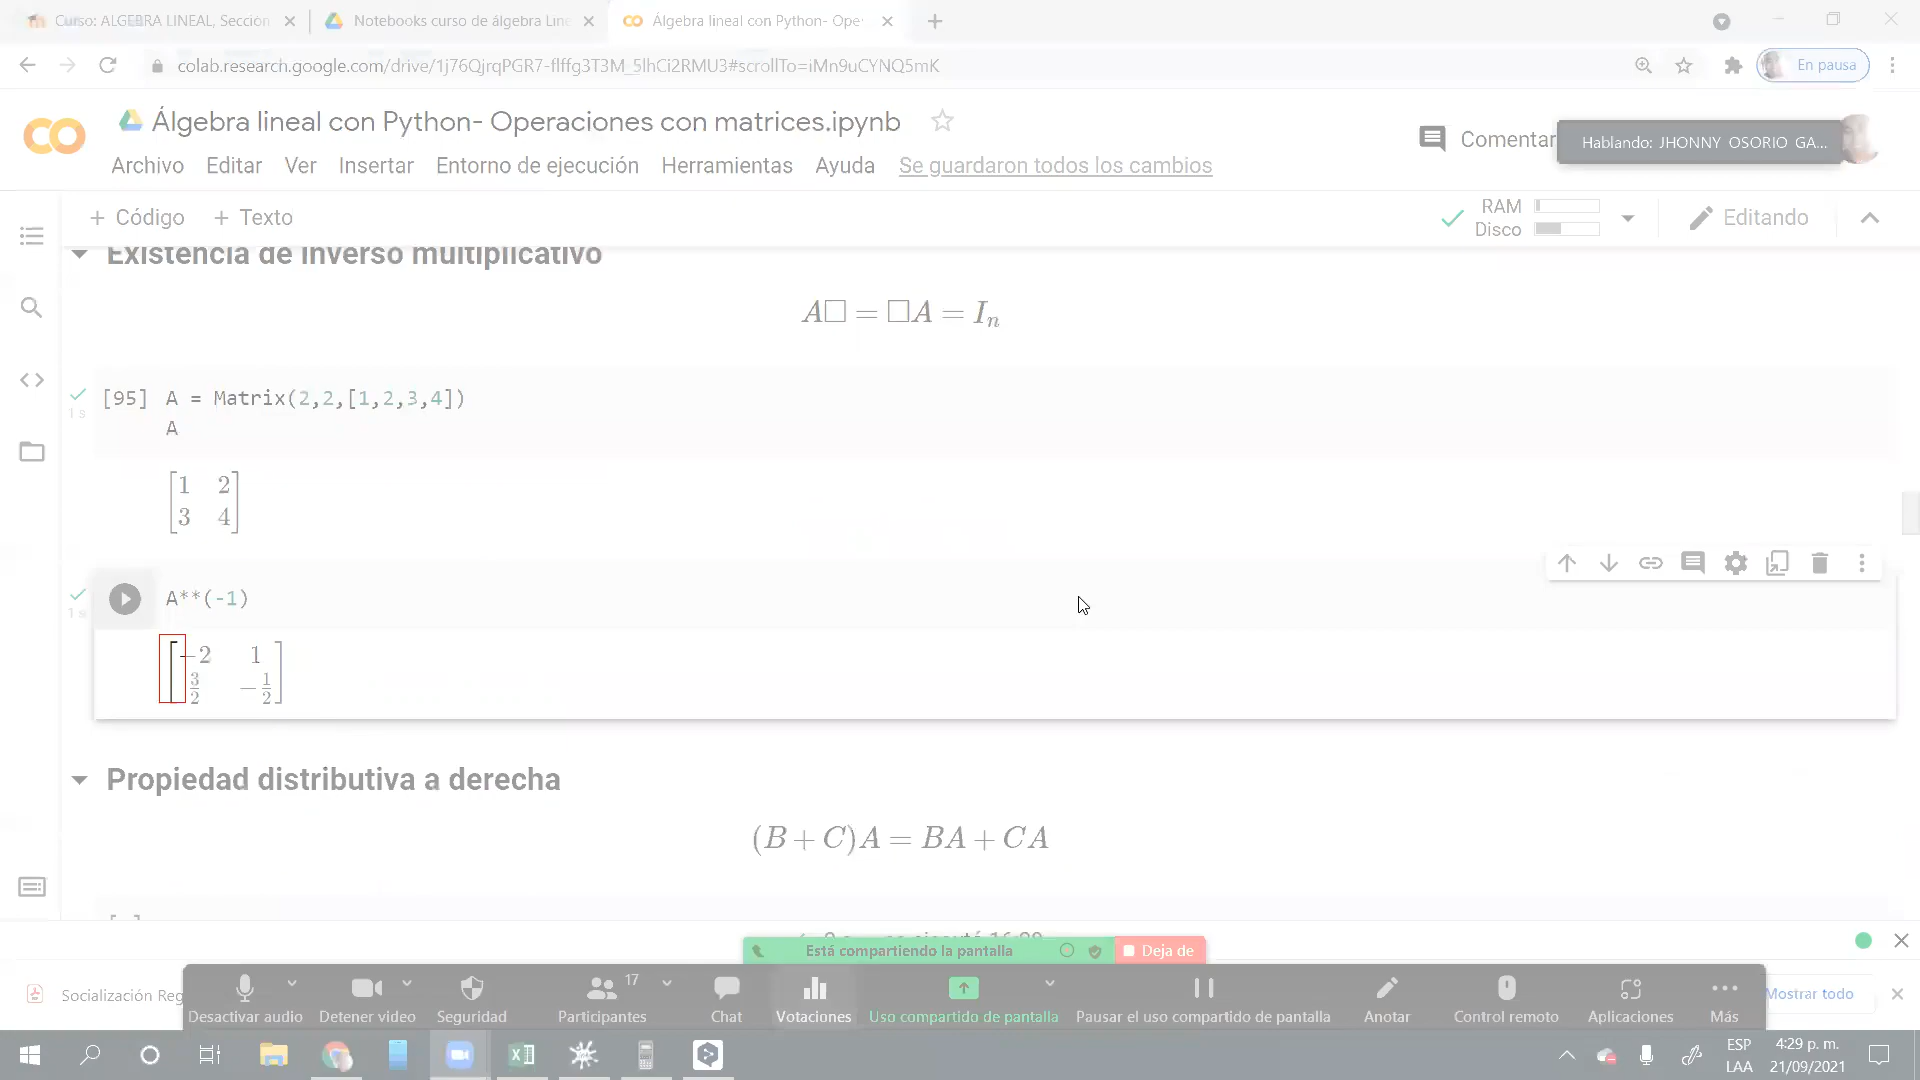 Curso: ALGEBRA LINEAL, Sección
Notebooks curso de álgebra Line
Álgebra lineal con Python- Ope
colab.research.google.com/drive/1j76QjrqPGR7-flffg3T3M_5lhCi2RMU3#scrollTo=iMn9uCYNQ5mK
En pausa
Álgebra lineal con Python- Operaciones con matrices.ipynb
Comentar
Hablando: JHONNY OSORIO GA...
Archivo Editar Ver Insertar Entorno de ejecución Herramientas Ayuda Se guardaron todos los cambios
+ Código + Texto
RAM
Disco
Editando
Existencia de inverso multiplicativo
A□ = □A = Iₙ
[95] A = Matrix(2,2,[1,2,3,4])
1 s
A
[1 2
3 4]
A**(-1)
1 s
[-2 1
3/2 -1/2]
Propiedad distributiva a derecha
(B + C)A = BA + CA
Está compartiendo la pantalla
Deja de
Socialización Reg
17
Desactivar audio Detener video Seguridad Participantes Chat Votaciones Uso compartido de pantalla Pausar el uso compartido de pantalla Anotar Control remoto Aplicaciones Más
Mostrar todo
ESP
LAA
4:29 p. m.
21/09/2021